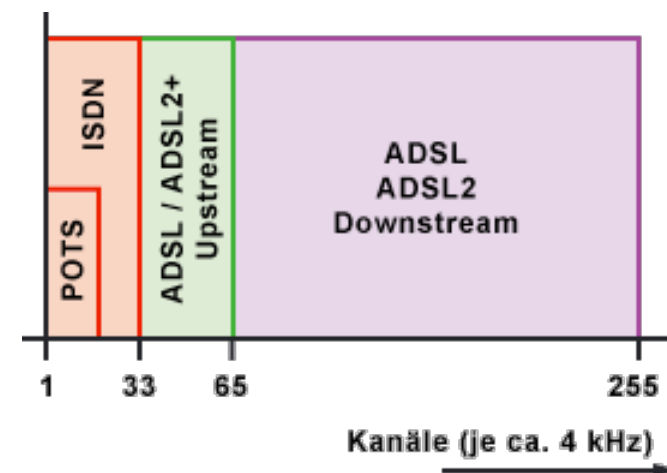 ISDN
POTS
ADSL / ADSL2+
Upstream
ADSL
ADSL2
Downstream
1
33
65
255
Kanäle (je ca. 4 kHz)